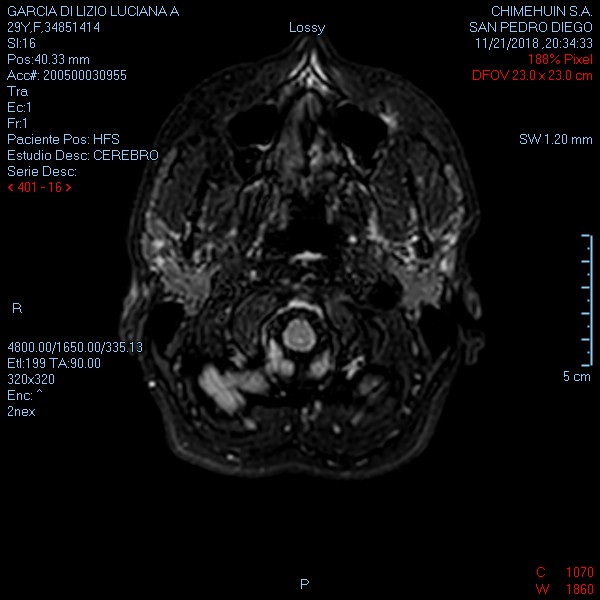 GARCIA DI LIZIO LUCIANA A
29Y,F,34851414
Sl:16
Pos:40.33 mm
Acc#: 200500030955
Tra
Ec:1
Fr:1
Paciente Pos: HFS
Estudio Desc: CEREBRO
Serie Desc:
< 401 - 16 >
Lossy
CHIMEHUIN S.A.
SAN PEDRO DIEGO
11/21/2018 ,20:34:33
188% Pixel
DFOV 23.0 x 23.0 cm
SW 1.20 mm
R
4800.00/1650.00/335.13
Etl:199 TA:90.00
320x320
Enc: ^
2nex
5 cm
P
C 1070
W 1860